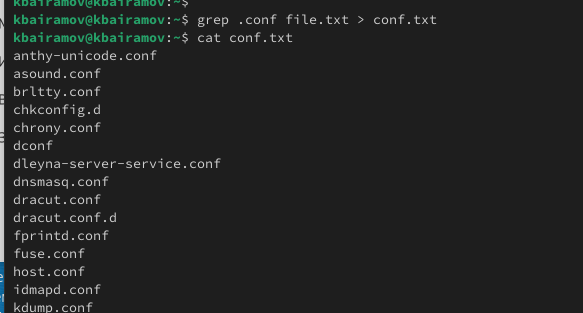 kbairamov@kbairamov:~$
kbairamov@kbairamov:~$ grep .conf file.txt > conf.txt
kbairamov@kbairamov:~$ cat conf.txt
anthy-unicode.conf
asound.conf
brltty.conf
chkconfig.d
chrony.conf
dconf
dleyna-server-service.conf
dnsmasq.conf
dracut.conf
dracut.conf.d
fprintd.conf
fuse.conf
host.conf
idmapd.conf
kdump.conf